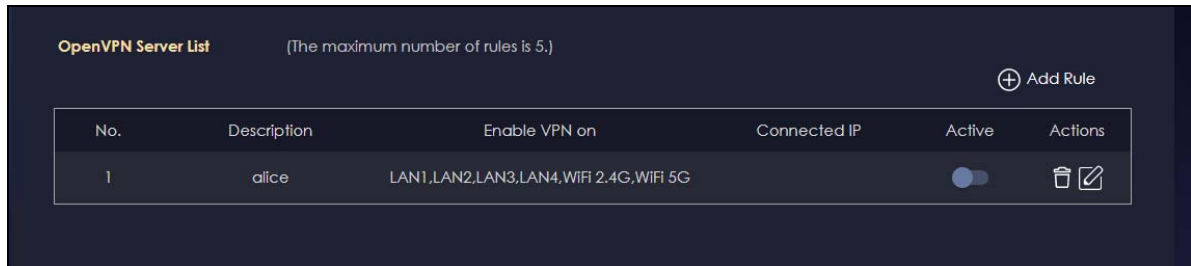 OpenVPN Server List (The maximum number of rules is 5.)
Add Rule
No. Description Enable VPN on Connected IP Active Actions
1 alice LAN1,LAN2,LAN3,LAN4,WiFi 2.4G,WiFi 5G